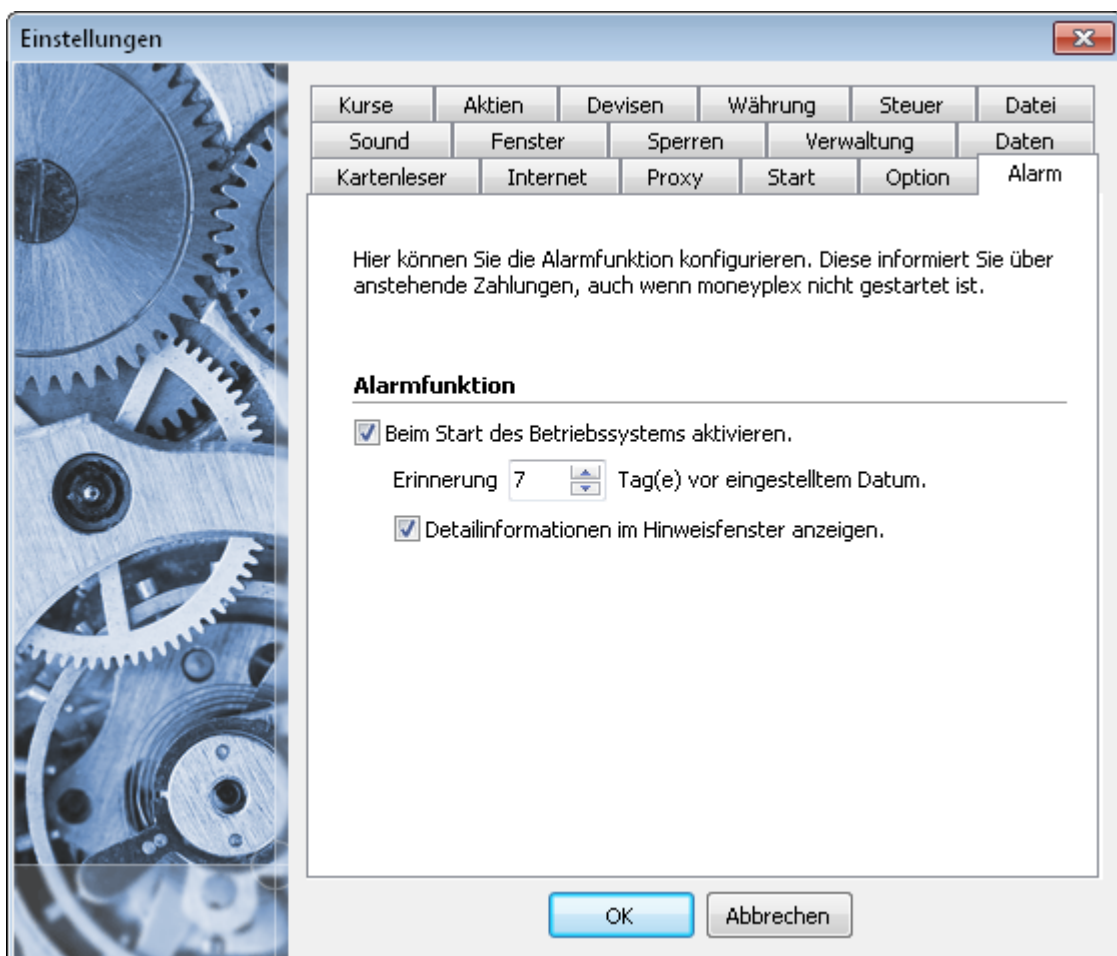 Einstellungen
Kurse Aktien Devisen Währung Steuer Datei
Sound Fenster Sperren Verwaltung Daten
Kartenleser Internet Proxy Start Option Alarm
Hier können Sie die Alarmfunktion konfigurieren. Diese informiert Sie über
anstehende Zahlungen, auch wenn moneyplex nicht gestartet ist.
Alarmfunktion
Beim Start des Betriebssystems aktivieren.
Erinnerung 7 Tag(e) vor eingestelltem Datum.
Detailinformationen im Hinweisfenster anzeigen.
OK Abbrechen